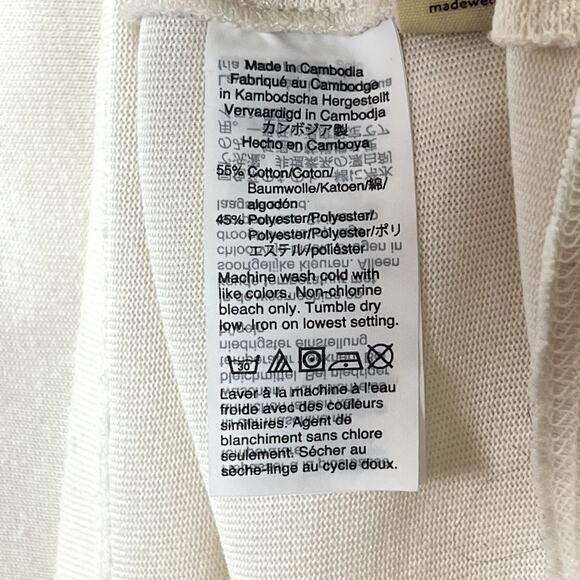 madewe
Made in Cambodia
Fabriqué au Cambodge
in Kambodscha Hergestellt
Vervaardigd in Cambodja
カンボジア製
Hecho en Camboya
55% Cotton/Coton/
Baumwolle/Katoen/綿/
algodón
45% Polyester/Polyester/
Polyester/Polyester/ポリ
エステル/poliéster
Machine wash cold with
like colors. Non-chlorine
bleach only. Tumble dry
low. Iron on lowest setting.
30
Laver à la machine à l'eau
froide avec des couleurs
similaires. Agent de
blanchiment sans chlore
seulement. Sécher au
sèche-linge au cycle doux.